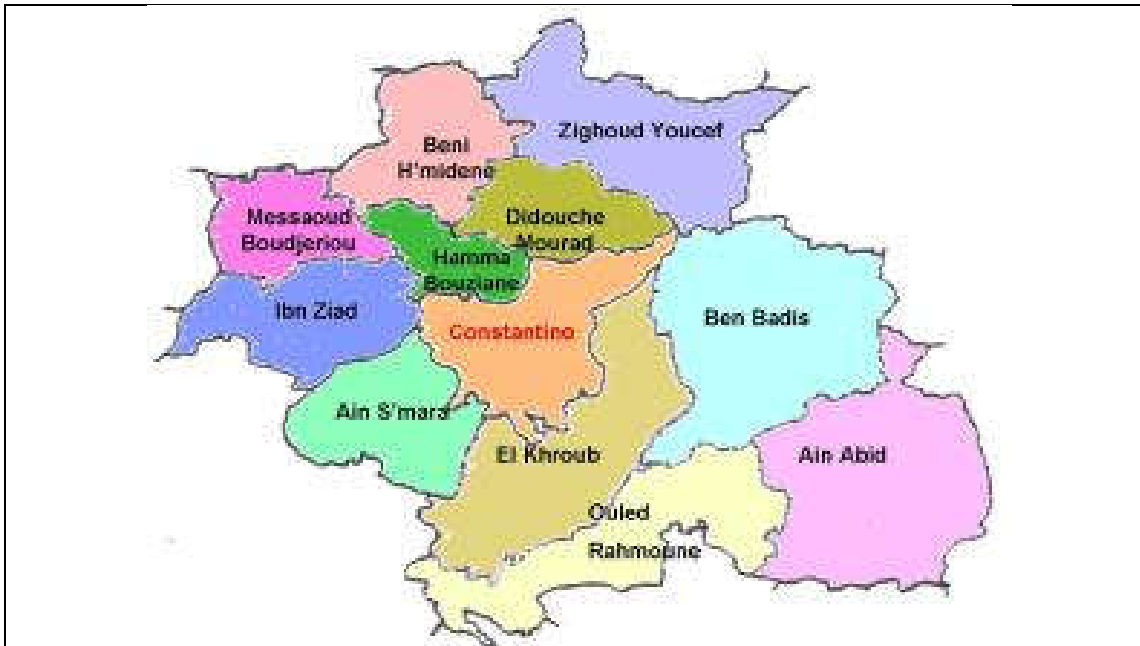 Zighoud Youcef
Beni
H'midene
Messaoud
Boudjeriou
Didouche
Mourad
Hamma
Bouziane
Ibn Ziad
Constantine
Ben Badis
Ain S'mara
El Khroub
Ain Abid
Ouled
Rahmoune